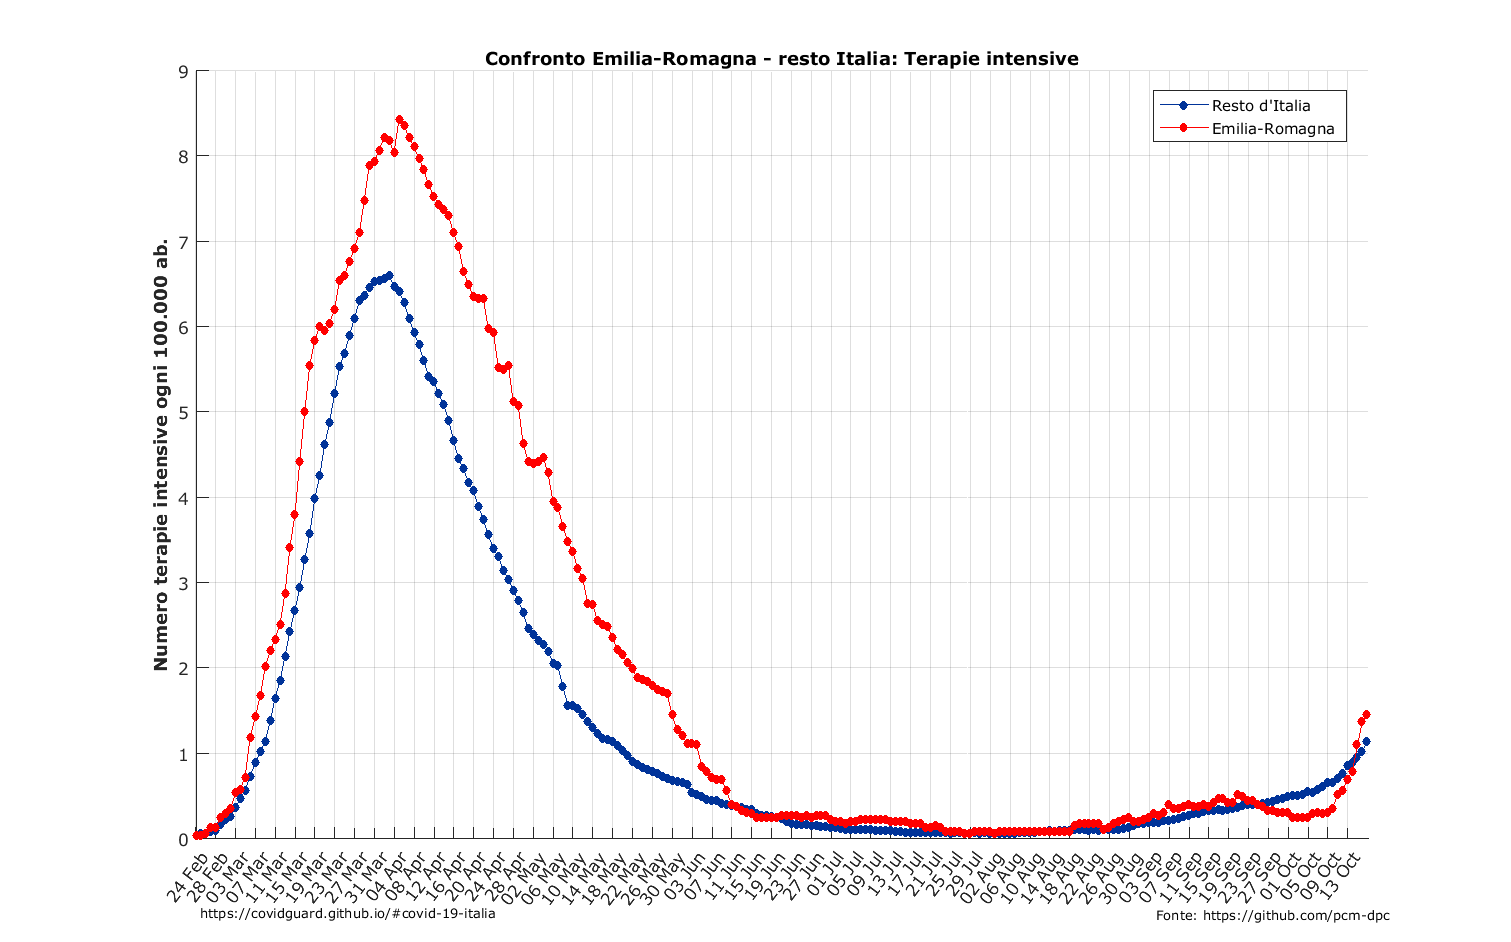 Confronto Emilia-Romagna - resto Italia: Terapie intensive
Resto d'Italia
Emilia-Romagna
Numero terapie intensive ogni 100.000 ab.
9
8
7
6
5
4
3
2
1
0
24 Feb
28 Feb
03 Mar
07 Mar
11 Mar
15 Mar
19 Mar
23 Mar
27 Mar
31 Mar
04 Apr
08 Apr
12 Apr
16 Apr
20 Apr
24 Apr
28 Apr
02 May
06 May
10 May
14 May
18 May
22 May
26 May
30 May
03 Jun
07 Jun
11 Jun
15 Jun
19 Jun
23 Jun
27 Jun
01 Jul
05 Jul
09 Jul
13 Jul
17 Jul
21 Jul
25 Jul
29 Jul
02 Aug
06 Aug
10 Aug
14 Aug
18 Aug
22 Aug
26 Aug
30 Aug
03 Sep
07 Sep
11 Sep
15 Sep
19 Sep
23 Sep
27 Sep
01 Oct
05 Oct
09 Oct
13 Oct
https://covidguard.github.io/#covid-19-italia
Fonte: https://github.com/pcm-dpc